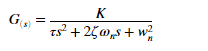 G₍ₛ₎ = K / (τs² + 2ζωₙs + wₙ²)